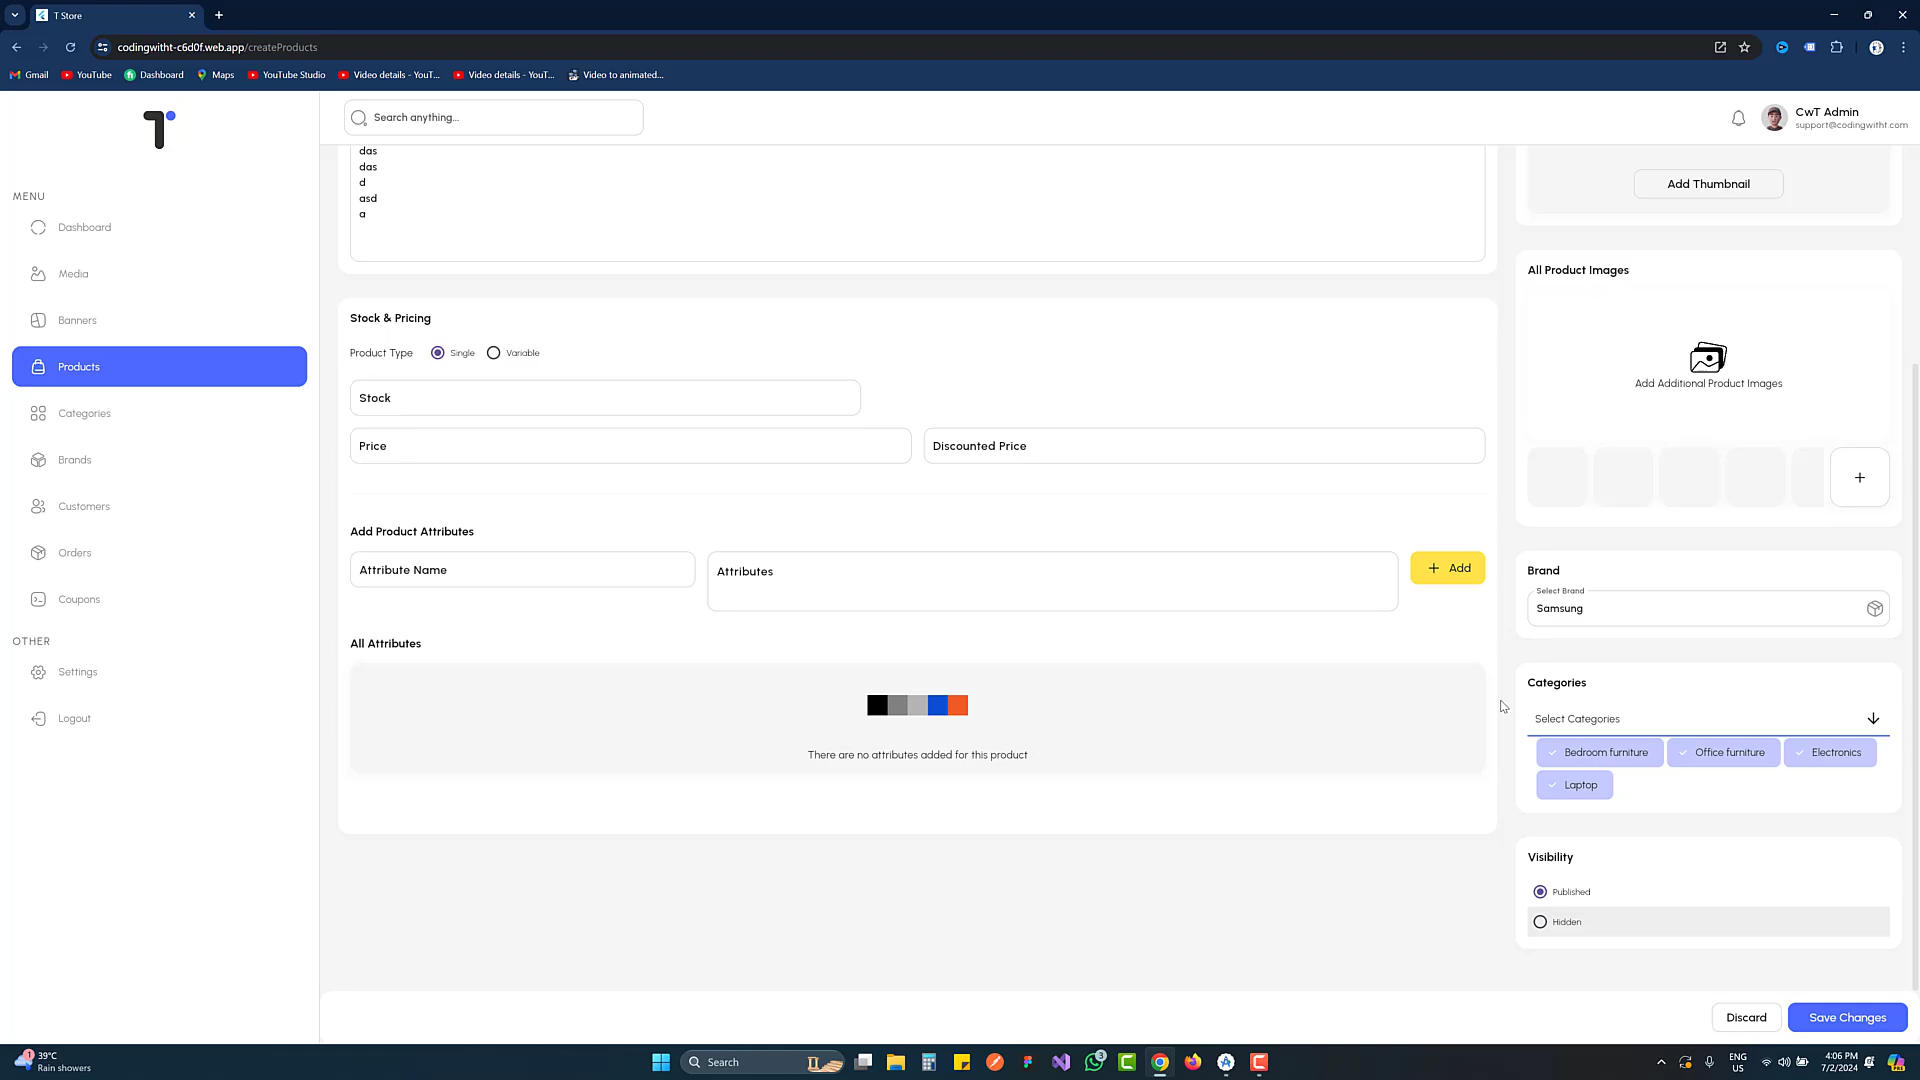 T Store
codingwitht-c6d0f.web.app/createProducts
Gmail
YouTube
Dashboard
Maps
YouTube Studio
Video details - YouT...
Video details - YouT...
Video to animated...
Search anything...
CwT Admin
support@codingwitht.com
MENU
Dashboard
Media
Banners
Products
Categories
Brands
Customers
Orders
Coupons
OTHER
Settings
Logout
das
das
d
asd
a
Stock & Pricing
Product Type
Single
Variable
Stock
Price
Discounted Price
Add Product Attributes
Attribute Name
Attributes
Add
All Attributes
There are no attributes added for this product
Add Thumbnail
All Product Images
Add Additional Product Images
Brand
Select Brand
Samsung
Categories
Select Categories
Bedroom furniture
Office furniture
Electronics
Laptop
Visibility
Published
Hidden
Discard
Save Changes
1
39°C
Rain showers
Search
3
ENG
US
4:06 PM
7/2/2024